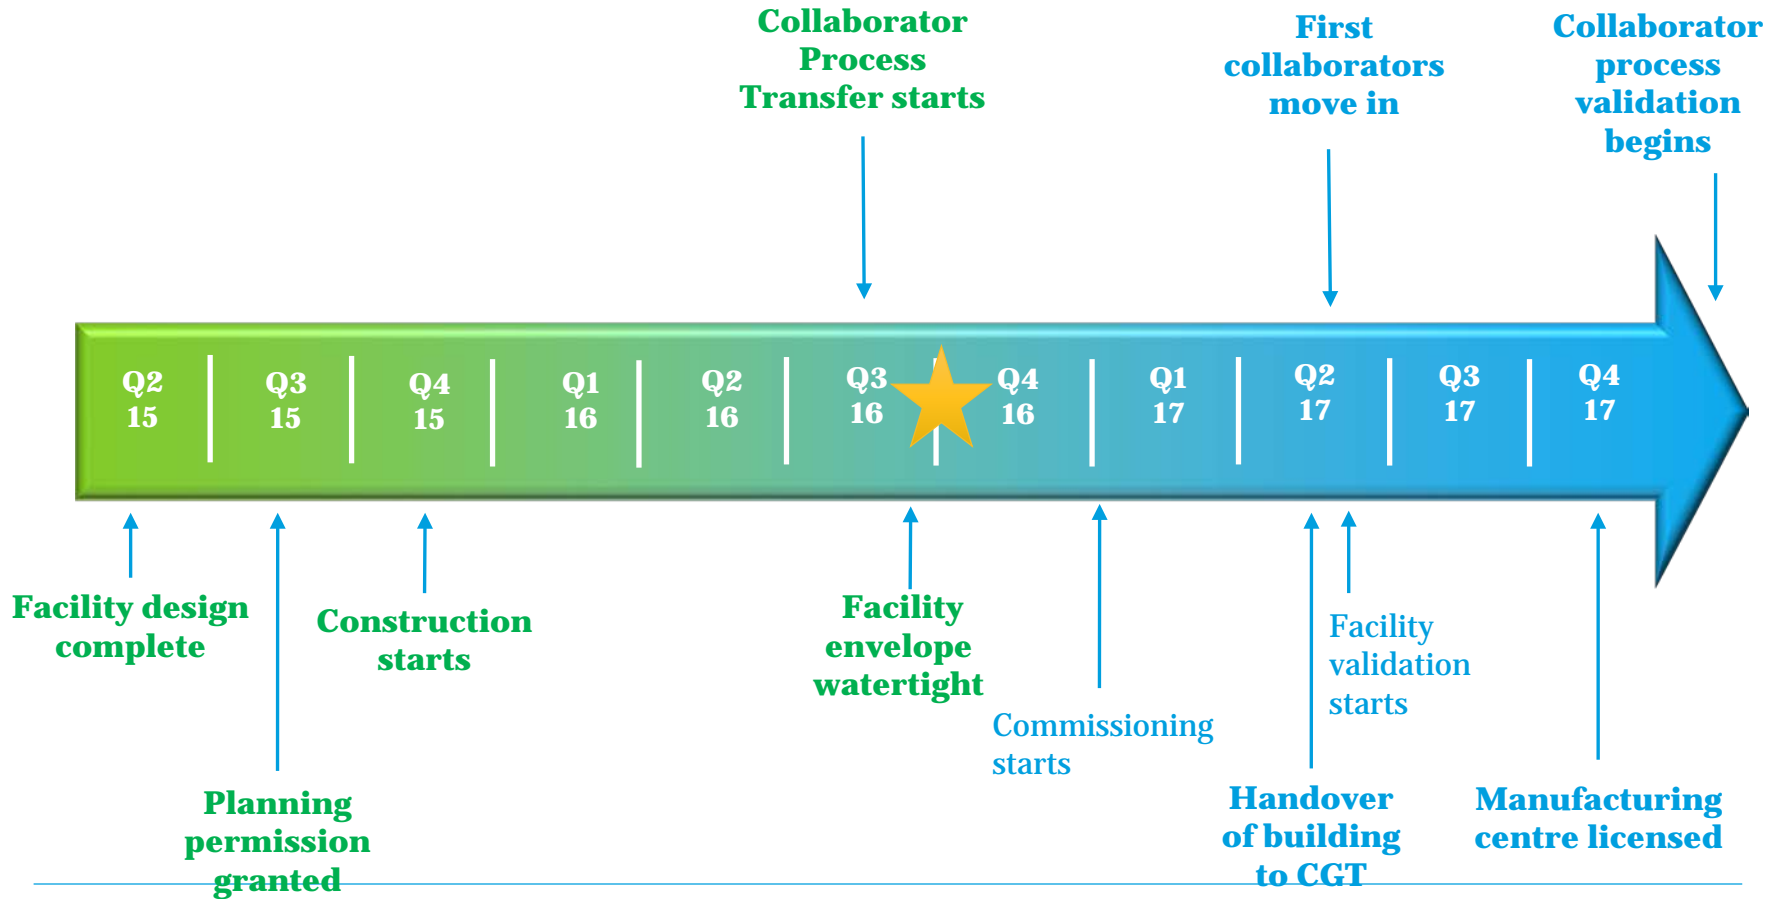 Collaborator
Process
Transfer starts
First
collaborators
move in
Collaborator
process
validation
begins
Q2
15
Q3
15
Q4
15
Q1
16
Q2
16
Q3
16
Q4
16
Q1
17
Q2
17
Q3
17
Q4
17
Facility design
complete
Planning
permission
granted
Construction
starts
Facility
envelope
watertight
Commissioning
starts
Handover
of building
to CGT
Facility
validation
starts
Manufacturing
centre licensed